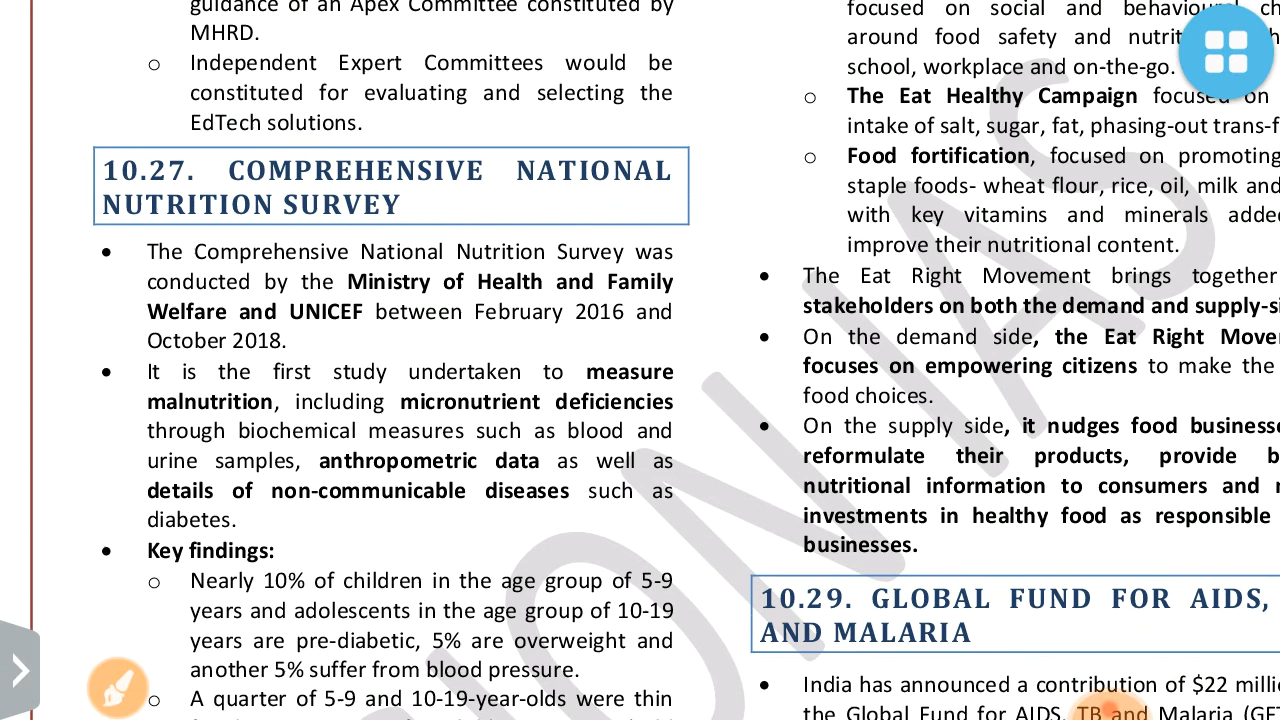 guidance of an Apex Committee constituted by
MHRD.
o Independent Expert Committees would be
constituted for evaluating and selecting the
EdTech solutions.
10.27. COMPREHENSIVE NATIONAL
NUTRITION SURVEY
• The Comprehensive National Nutrition Survey was
conducted by the Ministry of Health and Family
Welfare and UNICEF between February 2016 and
October 2018.
• It is the first study undertaken to measure
malnutrition, including micronutrient deficiencies
through biochemical measures such as blood and
urine samples, anthropometric data as well as
details of non-communicable diseases such as
diabetes.
• Key findings:
o Nearly 10% of children in the age group of 5-9
years and adolescents in the age group of 10-19
years are pre-diabetic, 5% are overweight and
another 5% suffer from blood pressure.
o A quarter of 5-9 and 10-19-year-olds were thin
focused on social and behavioural
around food safety and
school, workplace and on-the-go.
o The Eat Healthy Campaign focused on
intake of salt, sugar, fat, phasing-out trans-f
o Food fortification, focused on promoting
staple foods- wheat flour, rice, oil, milk and
with key vitamins and minerals adde
improve their nutritional content.
• The Eat Right Movement brings together
stakeholders on both the demand and supply-si
• On the demand side, the Eat Right Mover
focuses on empowering citizens to make the
food choices.
• On the supply side, it nudges food businesse
reformulate their products, provide b
nutritional information to consumers and
investments in healthy food as responsible
businesses.
10.29. GLOBAL FUND FOR AIDS,
AND MALARIA
• India has announced a contribution of $22 milli
the Global Fund for AIDS, TB and Malaria (GF